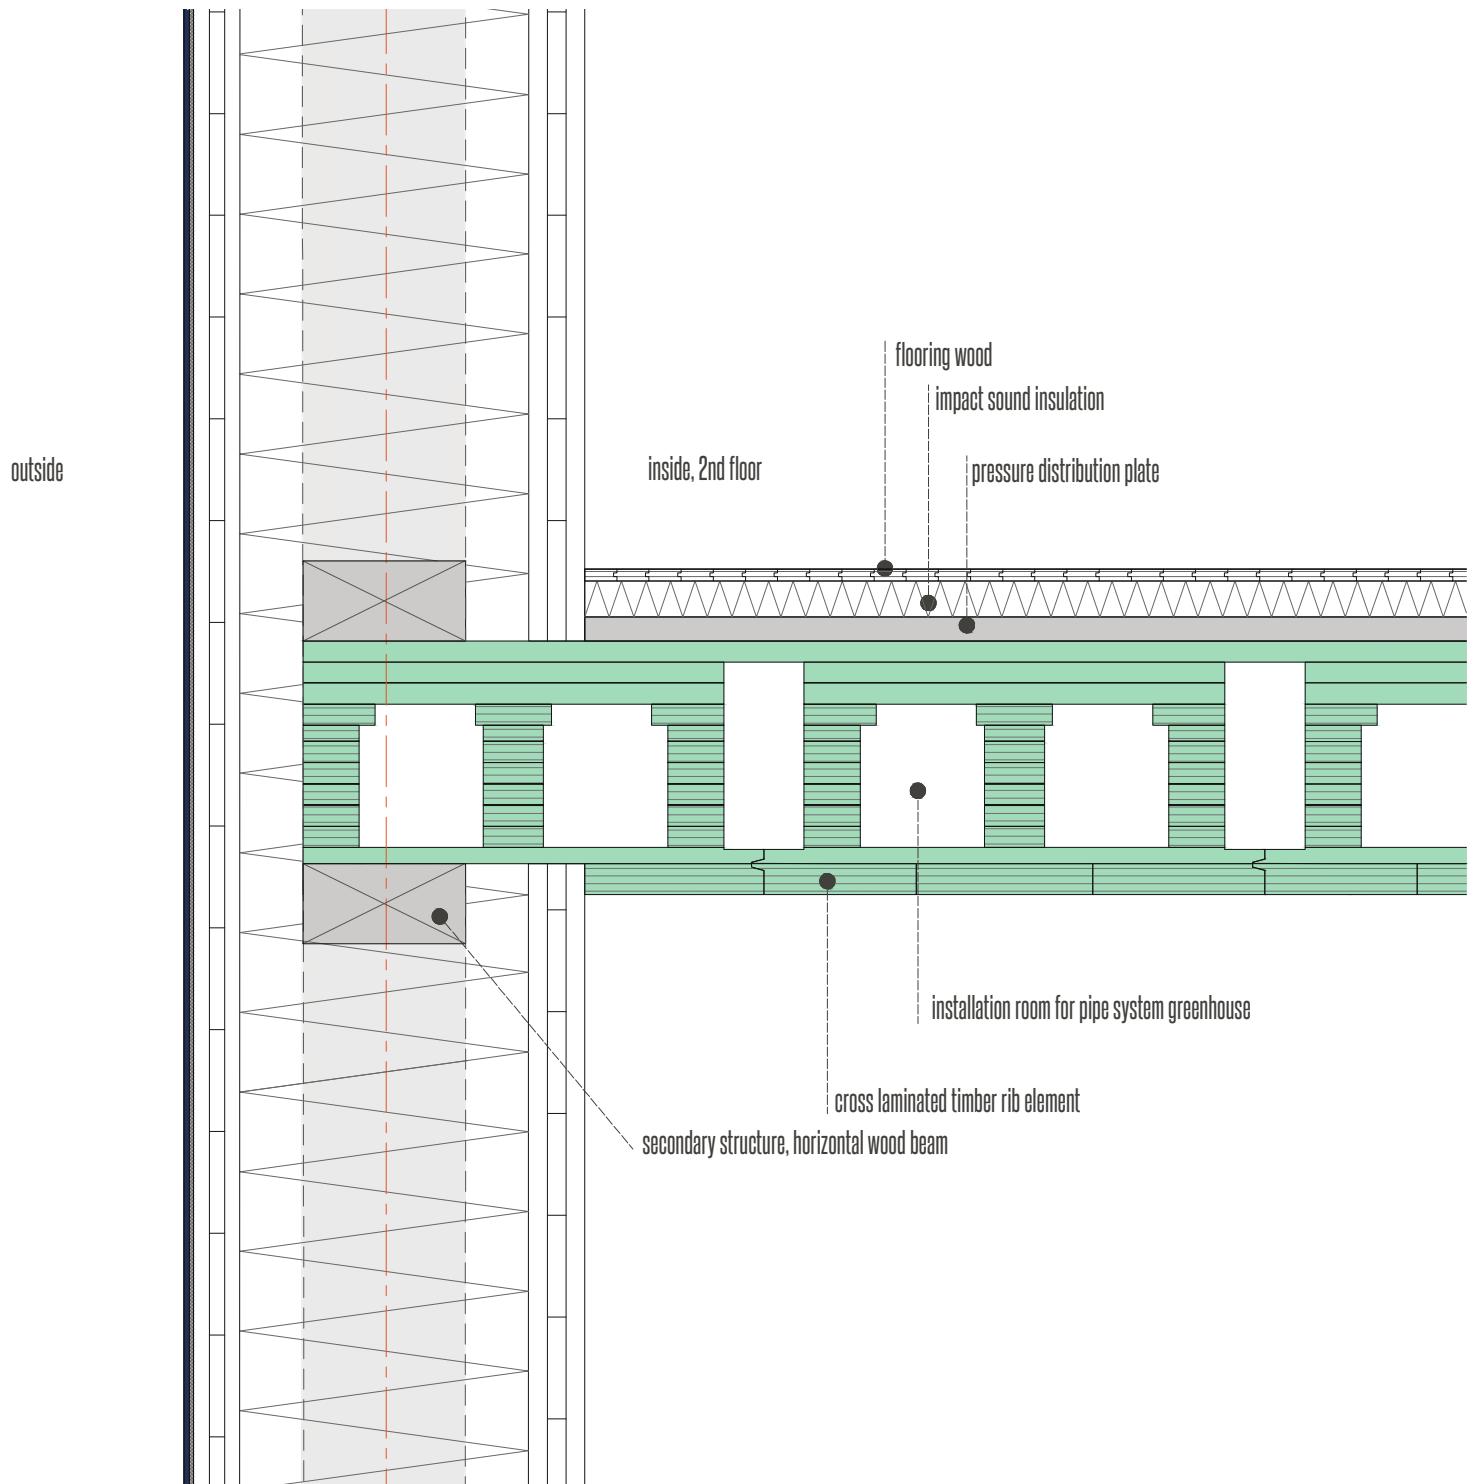 flooring wood
impact sound insulation
outside
inside, 2nd floor
pressure distribution plate
installation room for pipe system greenhouse
cross laminated timber rib element
secondary structure, horizontal wood beam